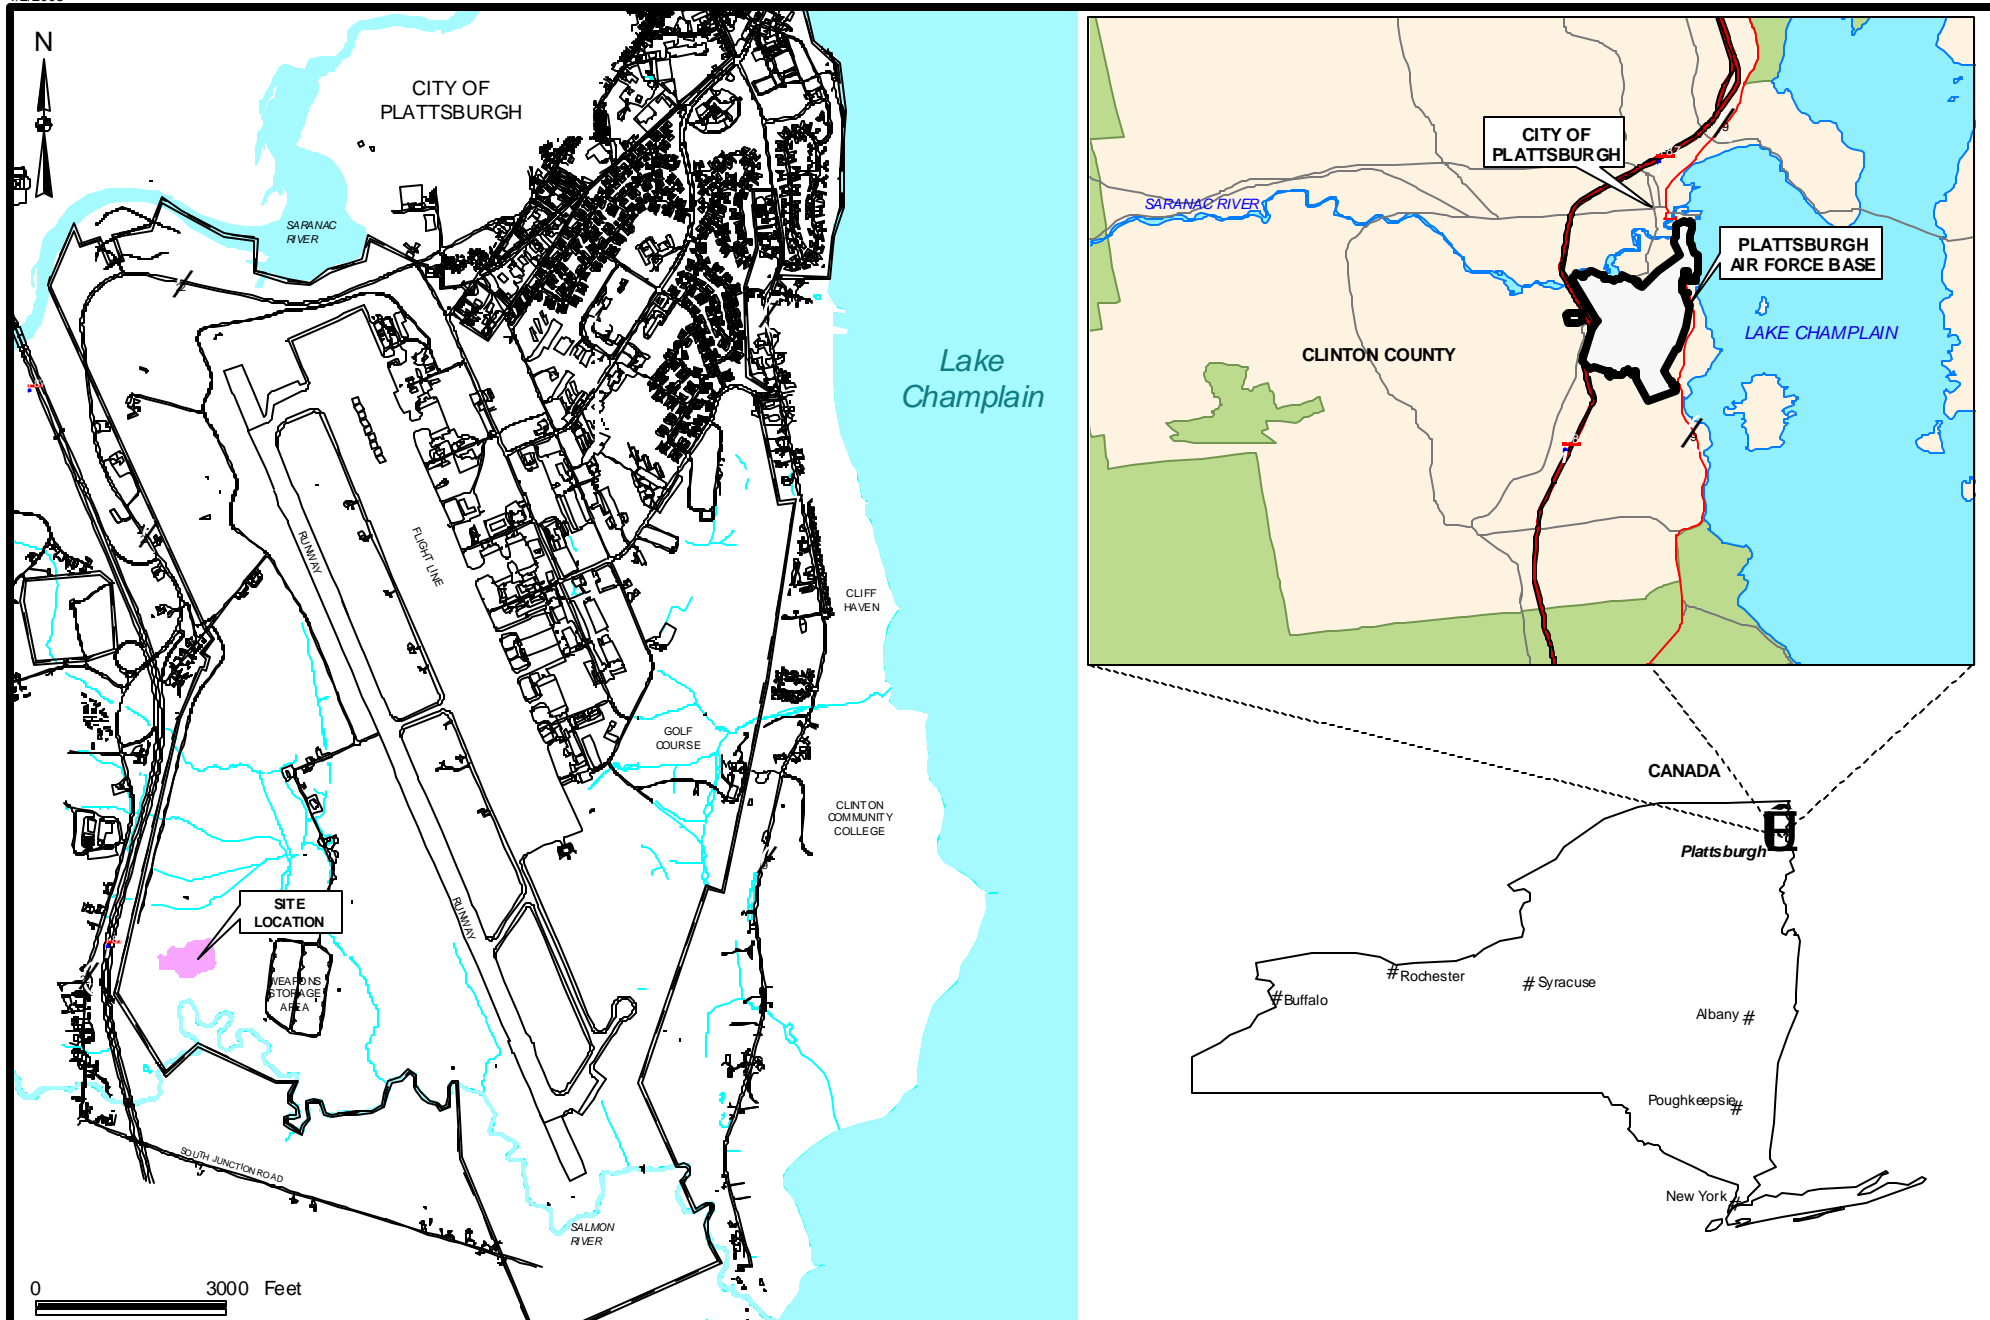 N
CITY OF
PLATTSBURGH
SARANAC
RIVER
Lake
Champlain
RUNWAY
FLIGHT LINE
CLIFF
HAVEN
GOLF
COURSE
CLINTON
COMMUNITY
COLLEGE
RUNWAY
SITE
LOCATION
WEAPONS
STORAGE
AREA
SOUTH JUNCTION ROAD
SALMON
RIVER
0 3000 Feet
CITY OF
PLATTSBURGH
9
SARANAC RIVER
PLATTSBURGH
AIR FORCE BASE
LAKE CHAMPLAIN
CLINTON COUNTY
9
CANADA
Plattsburgh
Rochester
Syracuse
Buffalo
Albany
Poughkeepsie
New York